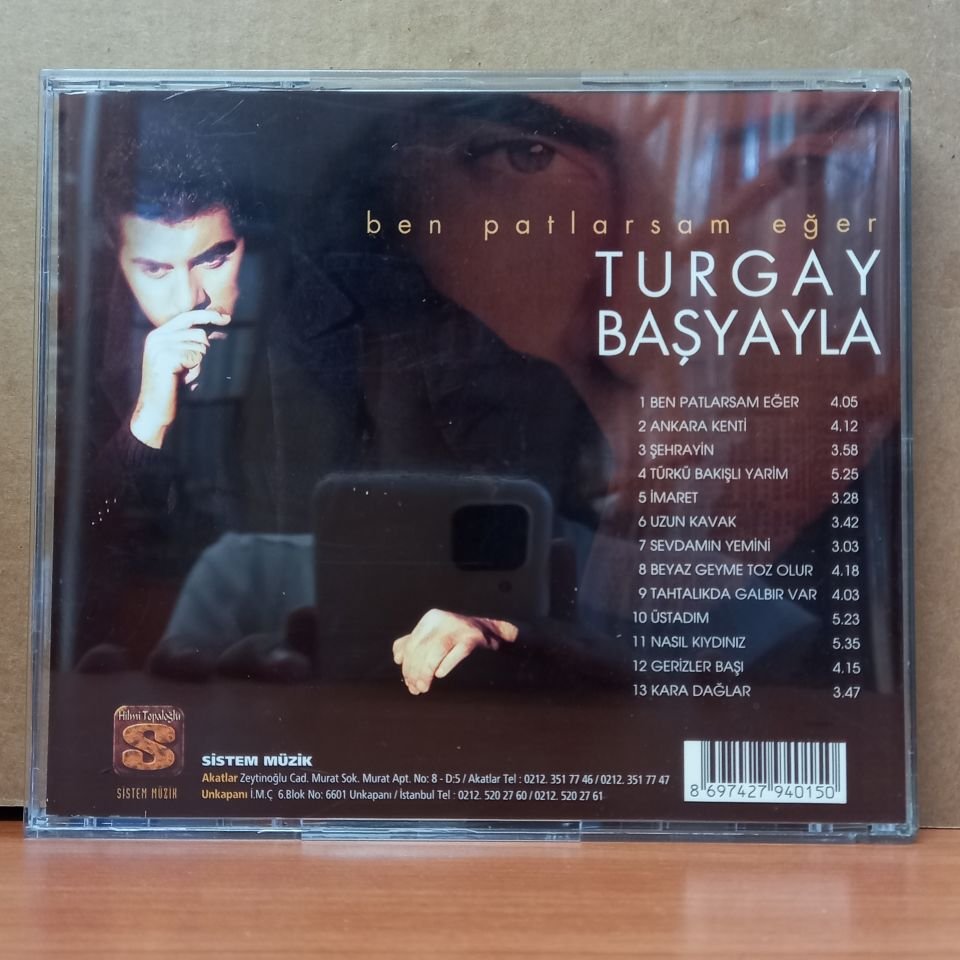 ben patlarsam eğer
TURGAY
BAŞYAYLA
1 BEN PATLARSAM EĞER 4.05
2 ANKARA KENTİ 4.12
3 ŞEHRAYİN 3.58
4 TÜRKÜ BAKIŞLI YARİM 5.25
5 İMARET 3.28
6 UZUN KAVAK 3.42
7 SEVDAMIN YEMİNİ 3.03
8 BEYAZ GEYME TOZ OLUR 4.18
9 TAHTALIKDA GALBIR VAR 4.03
10 ÜSTADIM 5.23
11 NASIL KIYDINIZ 5.35
12 GERİZLER BAŞI 4.15
13 KARA DAĞLAR 3.47
Hilmi Topaloğlu
S
SİSTEM MÜZİK
SİSTEM MÜZİK
Akatlar Zeytinoğlu Cad. Murat Sok. Murat Apt. No: 8 - D:5 / Akatlar Tel : 0212. 351 77 46 / 0212. 351 77 47
Unkapanı İ.M.Ç 6.Blok No: 6601 Unkapanı / İstanbul Tel : 0212. 520 27 60 / 0212. 520 27 61
8 697427 940150